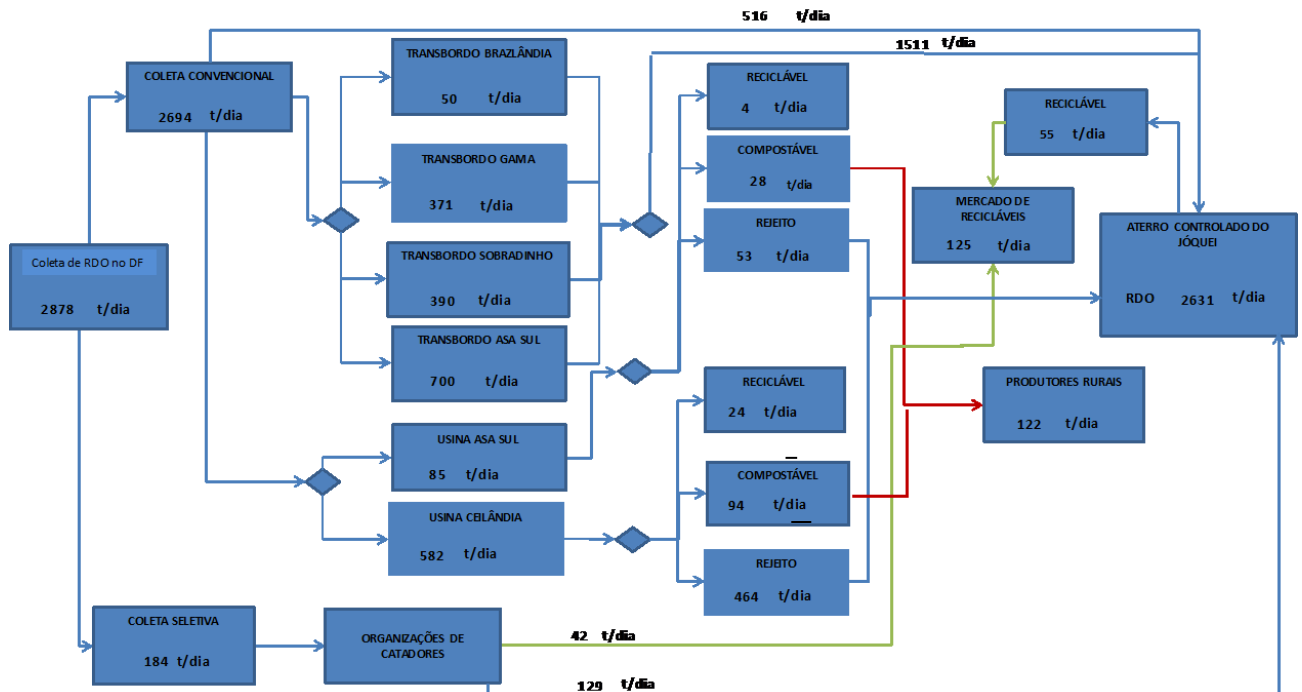 516 t/dia
1511 t/dia
COLETA CONVENCIONAL
2694 t/dia
TRANSBORDO BRAZLÂNDIA
50 t/dia
RECICLÁVEL
4 t/dia
RECICLÁVEL
55 t/dia
TRANSBORDO GAMA
371 t/dia
COMPOSTÁVEL
28 t/dia
MERCADO DE
RECICLÁVEIS
125 t/dia
Coleta de RDO no DF
2878 t/dia
TRANSBORDO SOBRADINHO
390 t/dia
REJEITO
53 t/dia
ATERRO CONTROLADO DO
JÓQUEI
RDO 2631 t/dia
TRANSBORDO ASA SUL
700 t/dia
RECICLÁVEL
24 t/dia
PRODUTORES RURAIS
122 t/dia
USINA ASA SUL
85 t/dia
COMPOSTÁVEL
94 t/dia
USINA CEILÂNDIA
582 t/dia
REJEITO
464 t/dia
COLETA SELETIVA
184 t/dia
ORGANIZAÇÕES DE
CATADORES
42 t/dia
129 t/dia